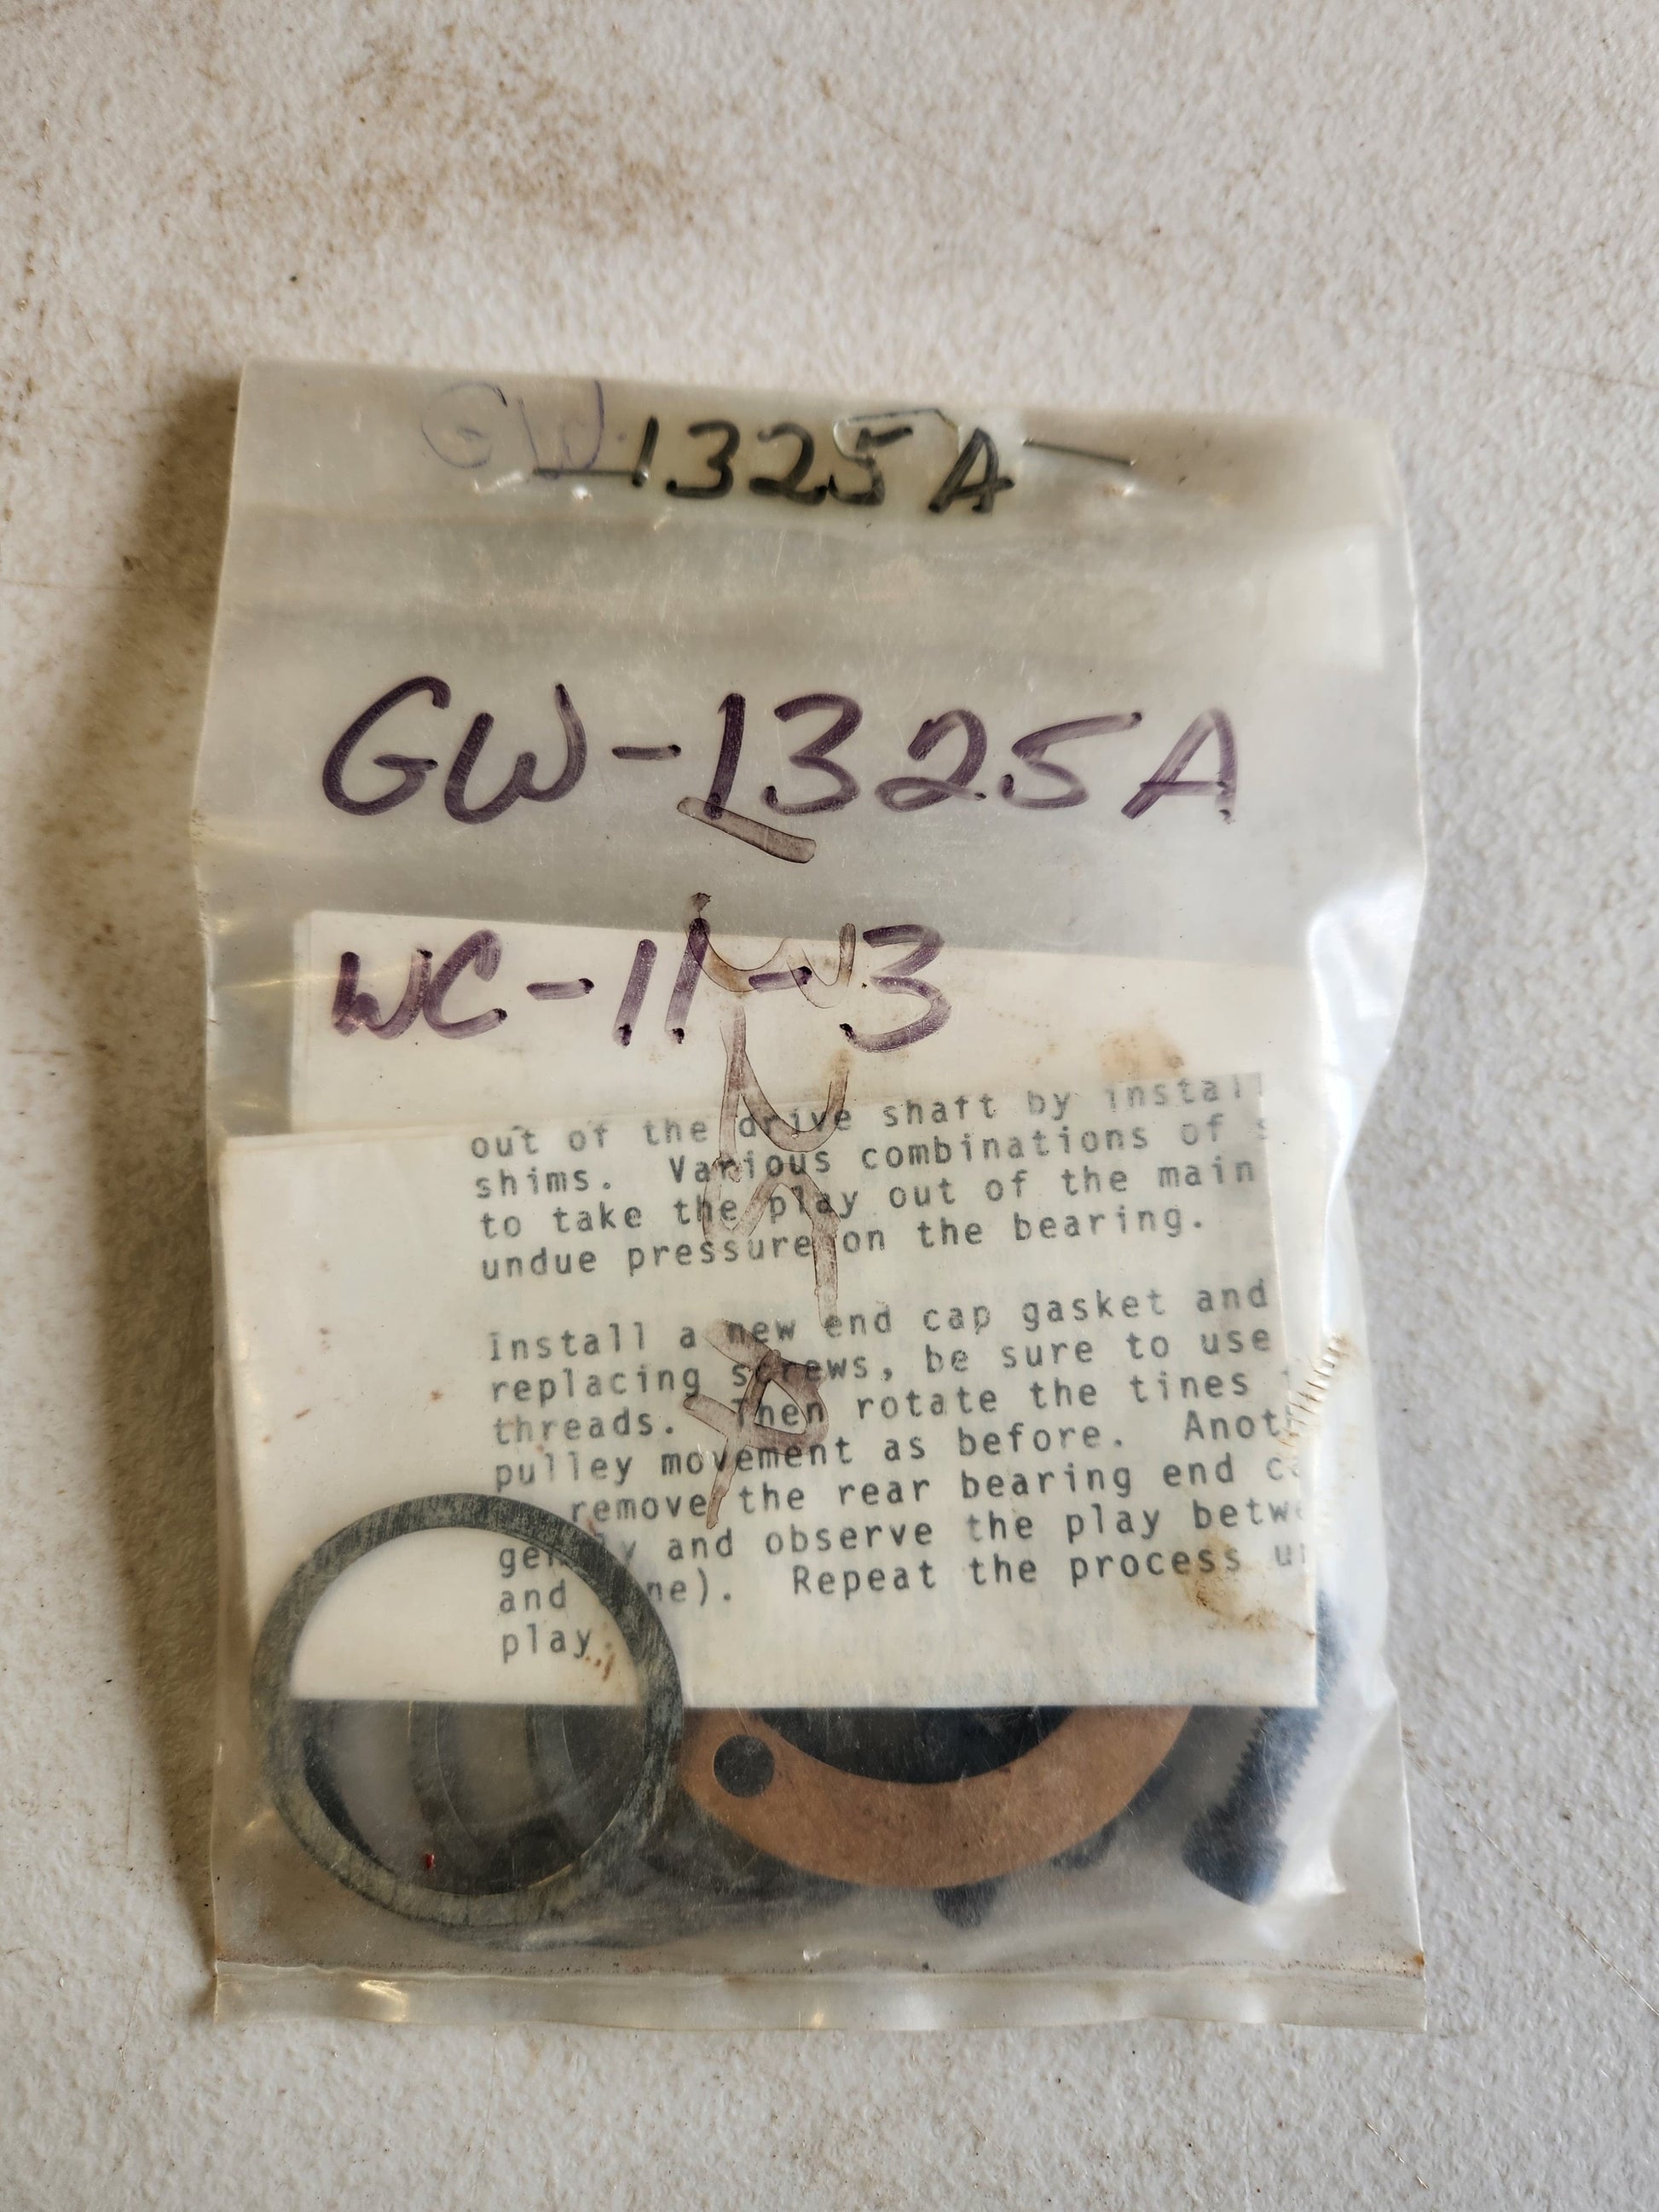 GW 1325A
GW-1325A
WC-11-3
out of the drive shaft by instal
shims. Various combinations of s
to take the play out of the main
undue pressure on the bearing.
Install a new end cap gasket and
replacing screws, be sure to use
threads. Then rotate the tines
pulley movement as before. Anot
remove the rear bearing end ca
and observe the play betw
and ne). Repeat the process u
play